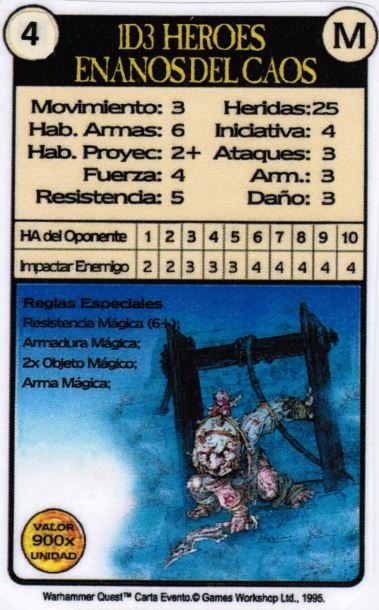 4
1D3 HÉROES
M
ENANOS DEL CAOS
Movimiento: 3 Heridas: 25
Hab. Armas: 6 Iniciativa: 4
Hab. Proyec: 2+ Ataques: 3
Fuerza: 4 Arm.: 3
Resistencia: 5 Daño: 3
HA del Oponente 1 2 3 4 5 6 7 8 9 10
Impactar Enemigo 2 2 3 3 3 4 4 4 4 4
Reglas Especiales
Resistencia Mágica (6+);
Armadura Mágica;
2x Objeto Mágico;
Arma Mágica;
VALOR
900x
UNIDAD
Warhammer Quest™ Carta Evento.© Games Workshop Ltd., 1995.